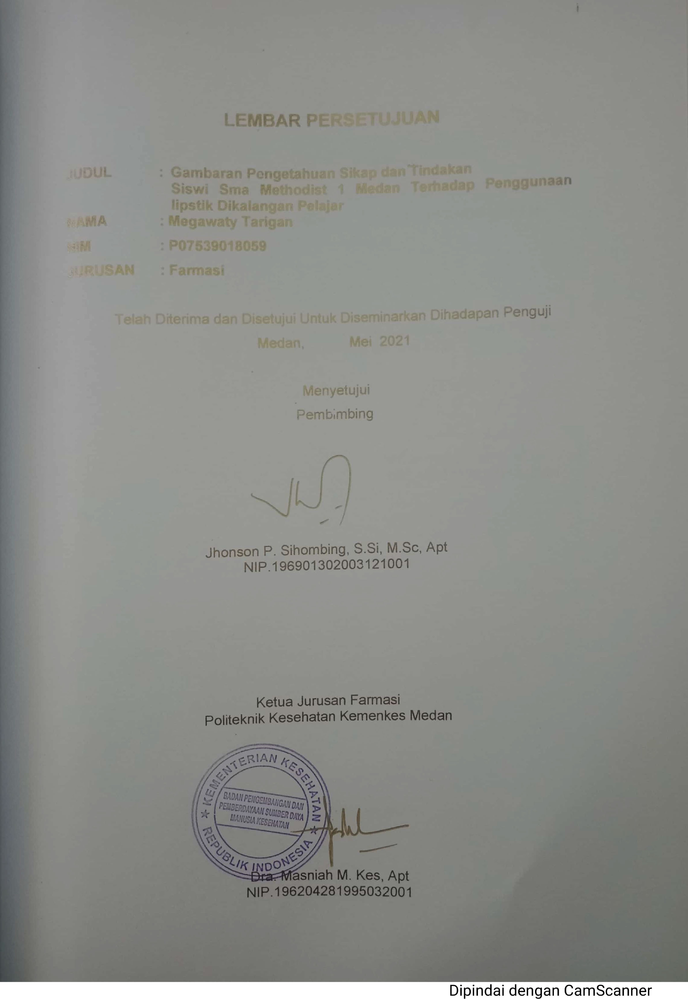 i
LEMBAR PERSETUJUAN
JUDUL : Gambaran Pengetahuan Sikap dan Tindakan
Siswi Sma Methodist 1 Medan Terhadap Penggunaan
lipstik Dikalangan Pelajar
NAMA : Megawaty Tarigan
NIM : P07539018059
JURUSAN : Farmasi
Telah Diterima dan Disetujui Untuk Diseminarkan Dihadapan Penguji
Medan, Mei 2021
Menyetujui
Pembimbing
Jhonson P. Sihombing, S.Si, M.Sc, Apt
NIP.196901302003121001
Ketua Jurusan Farmasi
Politeknik Kesehatan Kemenkes Medan
★ KEMENTERIAN KESEHATAN ★
BADAN PENGEMBANGAN DAN
PEMBERDAYAAN SUMBER DAYA
MANUSIA KESEHATAN
REPUBLIK INDONESIA
Dra. Masniah M. Kes, Apt
NIP.196204281995032001
Dipindai dengan CamScanner